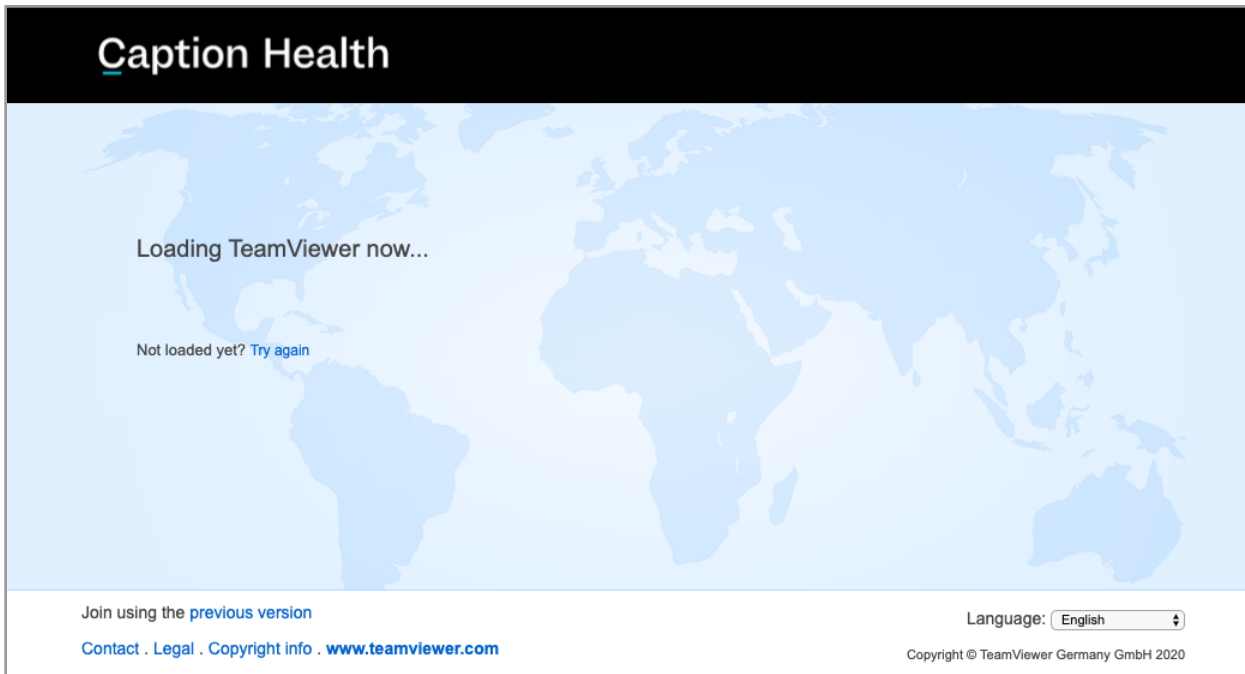 Caption Health
Loading TeamViewer now...
Not loaded yet? Try again
Join using the previous version
Language: English
Contact . Legal . Copyright info . www.teamviewer.com
Copyright © TeamViewer Germany GmbH 2020